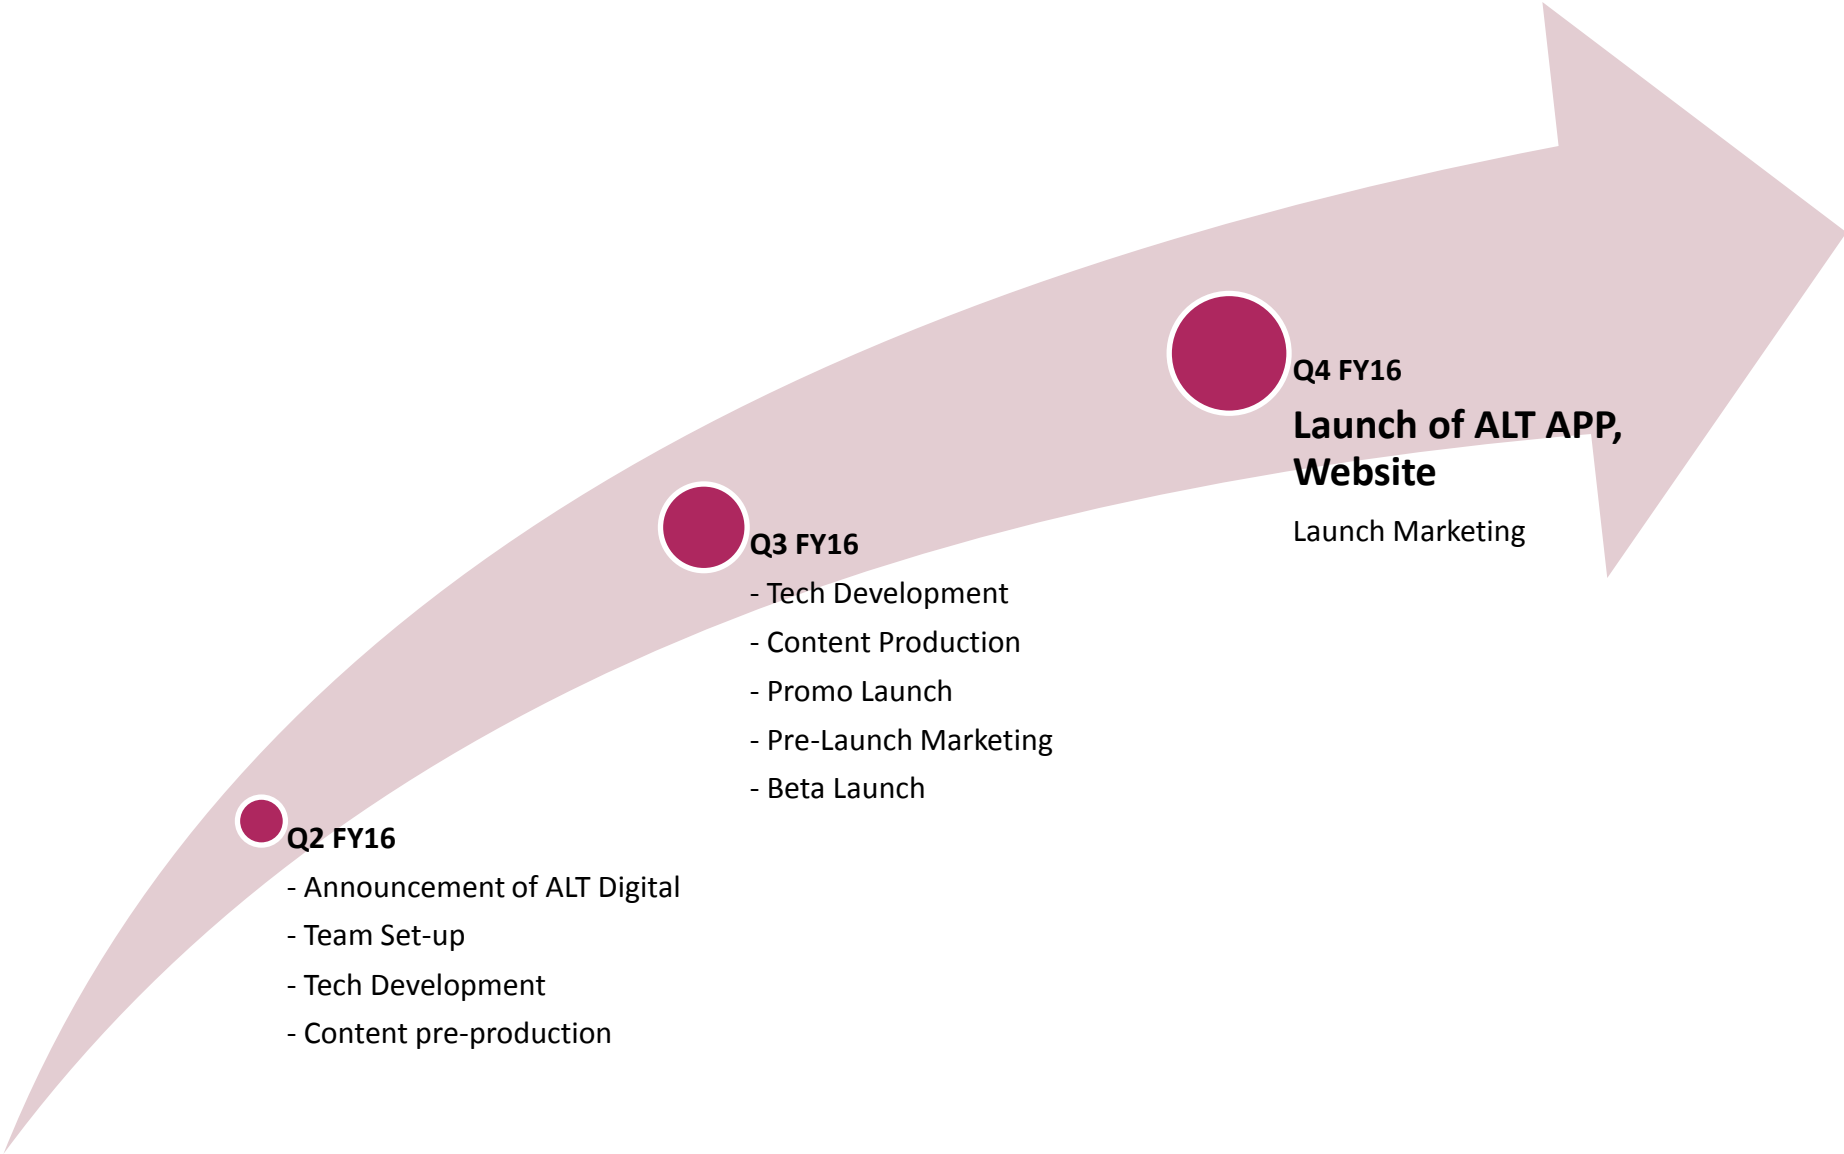 Q2 FY16
- Announcement of ALT Digital
- Team Set-up
- Tech Development
- Content pre-production
Q3 FY16
- Tech Development
- Content Production
- Promo Launch
- Pre-Launch Marketing
- Beta Launch
Q4 FY16
Launch of ALT APP,
Website
Launch Marketing